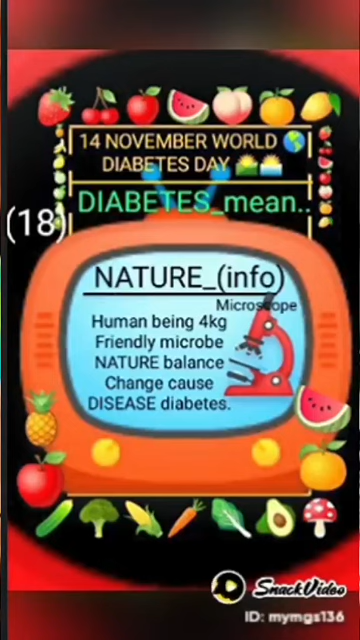 14 NOVEMBER WORLD 🌎
DIABETES DAY 🌄🌅
DIABETES_mean..
(18)
NATURE_(info)
Microscope
Human being 4kg
Friendly microbe
NATURE balance
Change cause
DISEASE diabetes.
SnackVideo
ID: mymgs136